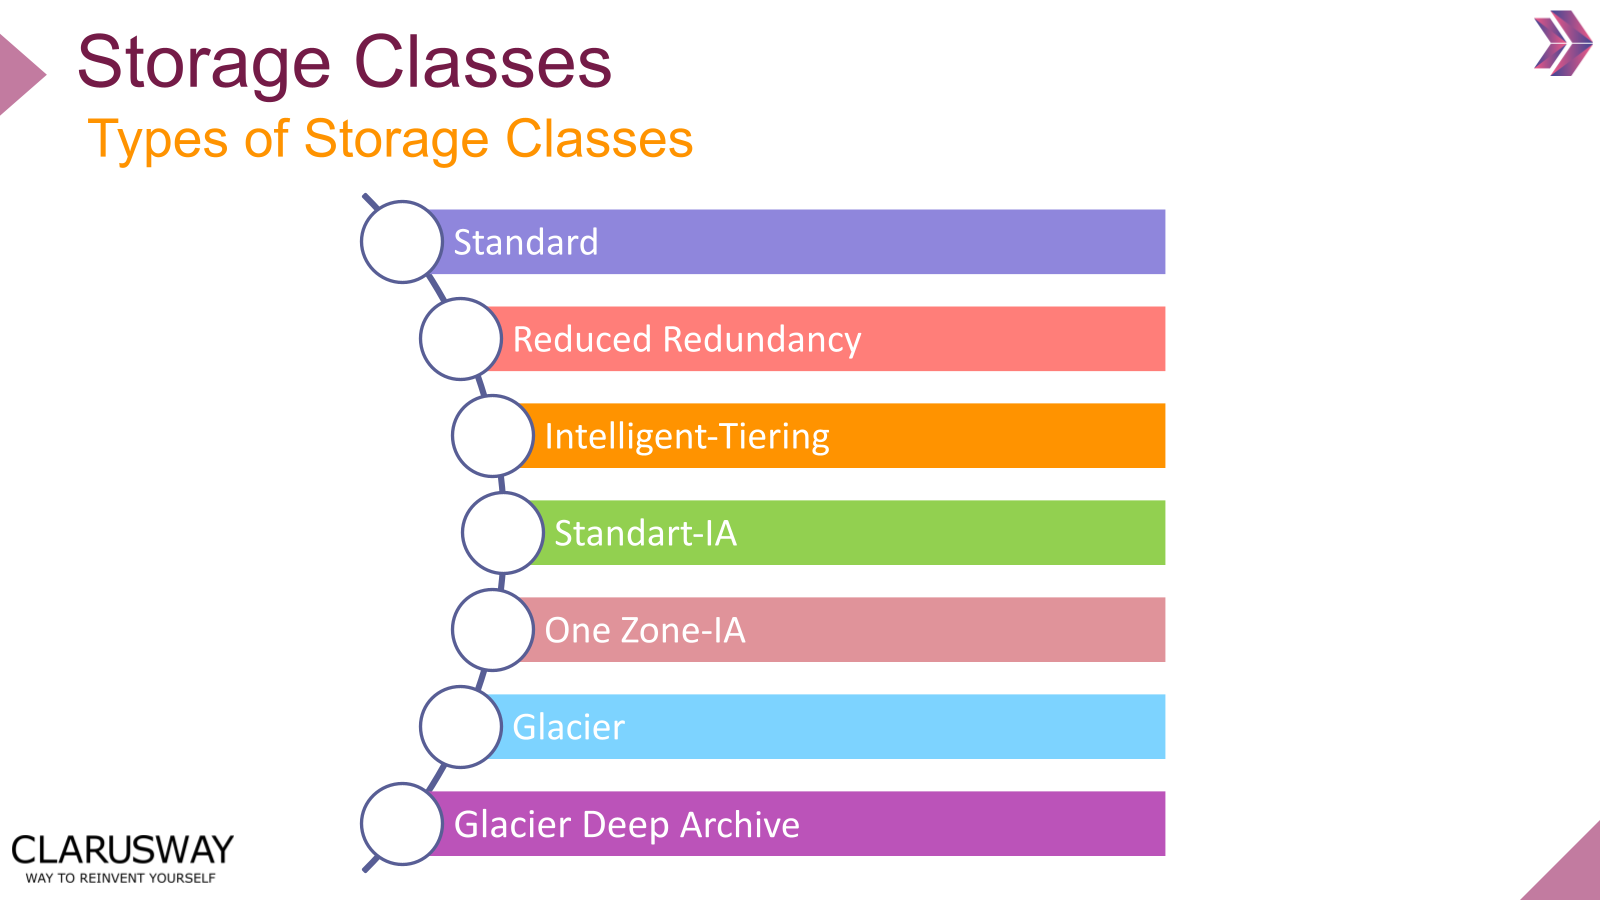 Storage Classes
Types of Storage Classes
Standard
Reduced Redundancy
Intelligent-Tiering
Standart-IA
One Zone-IA
Glacier
Glacier Deep Archive
CLARUSWAY
WAY TO REINVENT YOURSELF